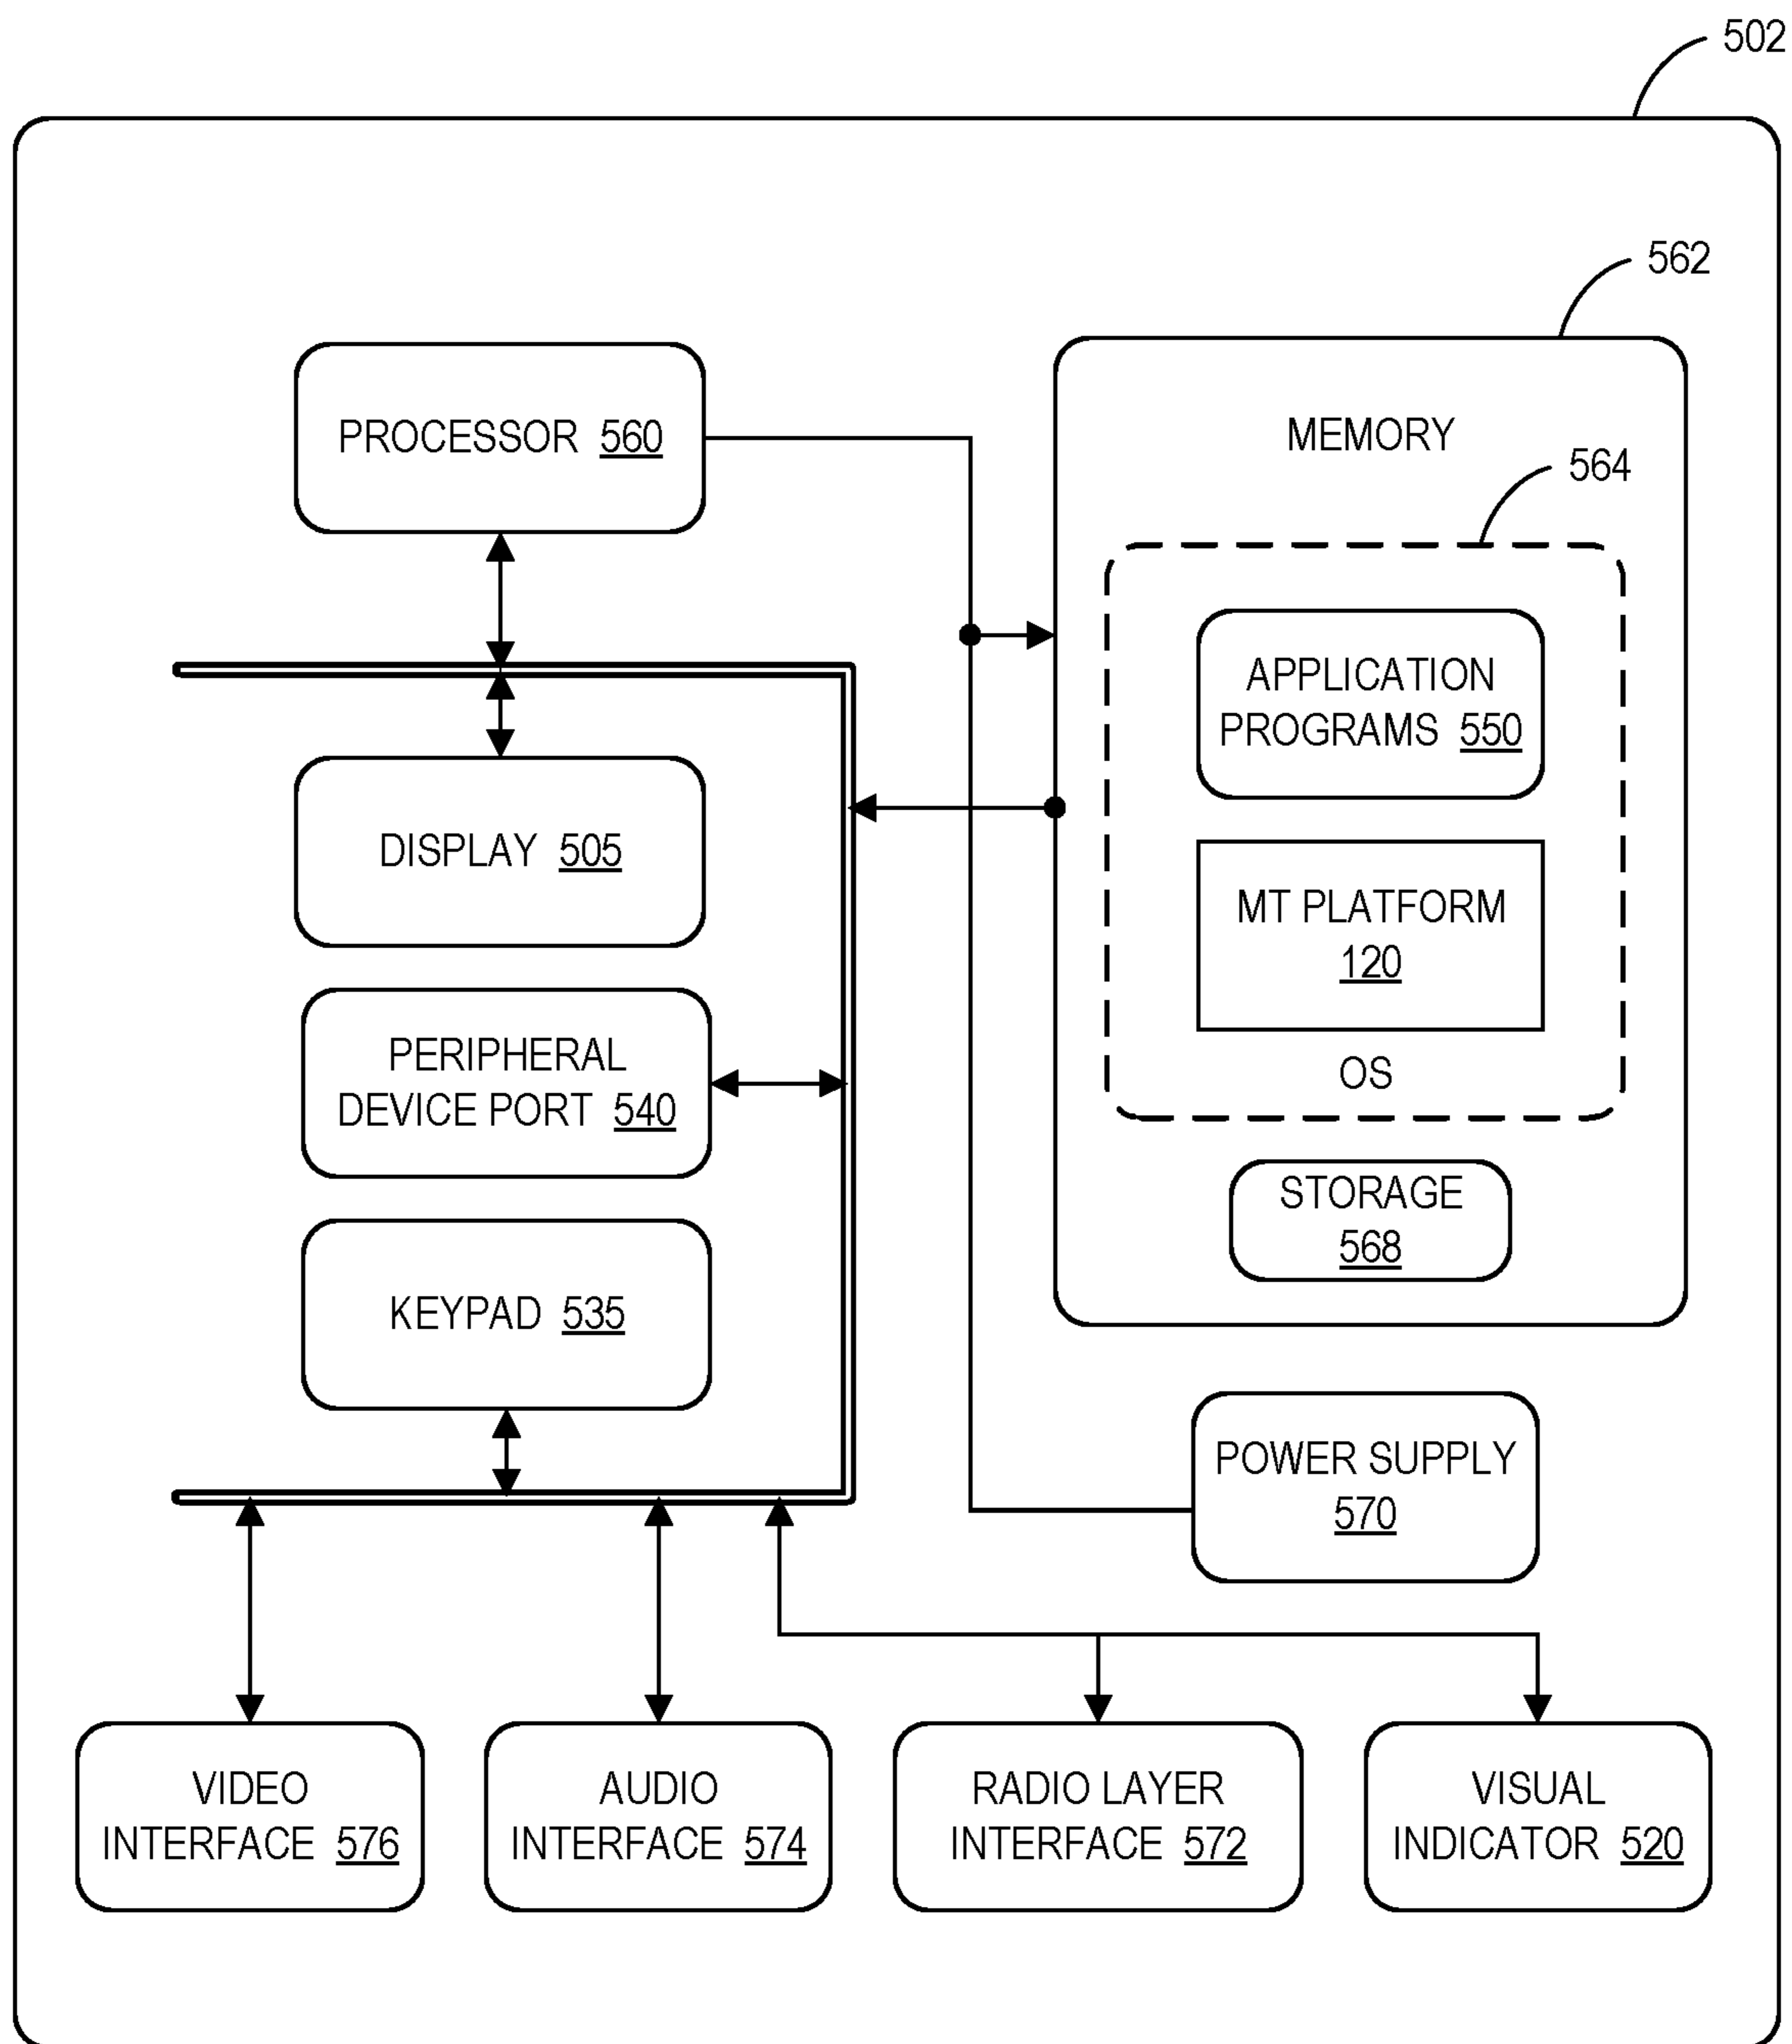 502
562
PROCESSOR 560
MEMORY
564
APPLICATION
PROGRAMS 550
DISPLAY 505
MT PLATFORM
120
PERIPHERAL
DEVICE PORT 540
OS
STORAGE
568
KEYPAD 535
POWER SUPPLY
570
VIDEO
INTERFACE 576
AUDIO
INTERFACE 574
RADIO LAYER
INTERFACE 572
VISUAL
INDICATOR 520